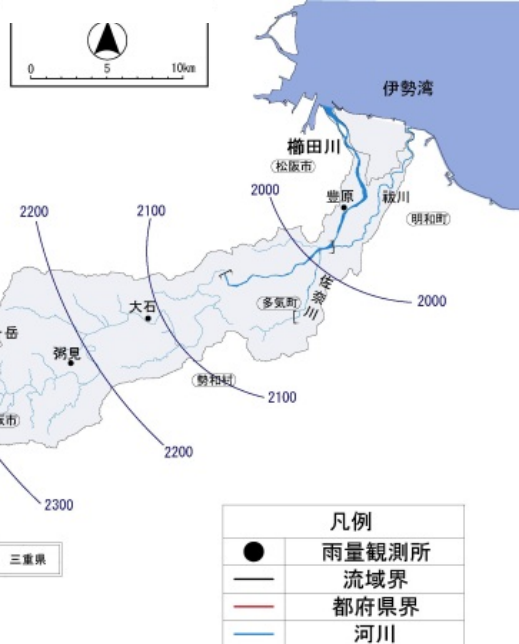 0 5 10km
伊勢湾
櫛田川
松阪市
2000
豊原
祓川
2200
2100
明和町
佐奈川
2000
多気町
大石
岳
粥見
勢和村
2100
阪市
2200
2300
三重県
凡例
雨量観測所
流域界
都府県界
河川